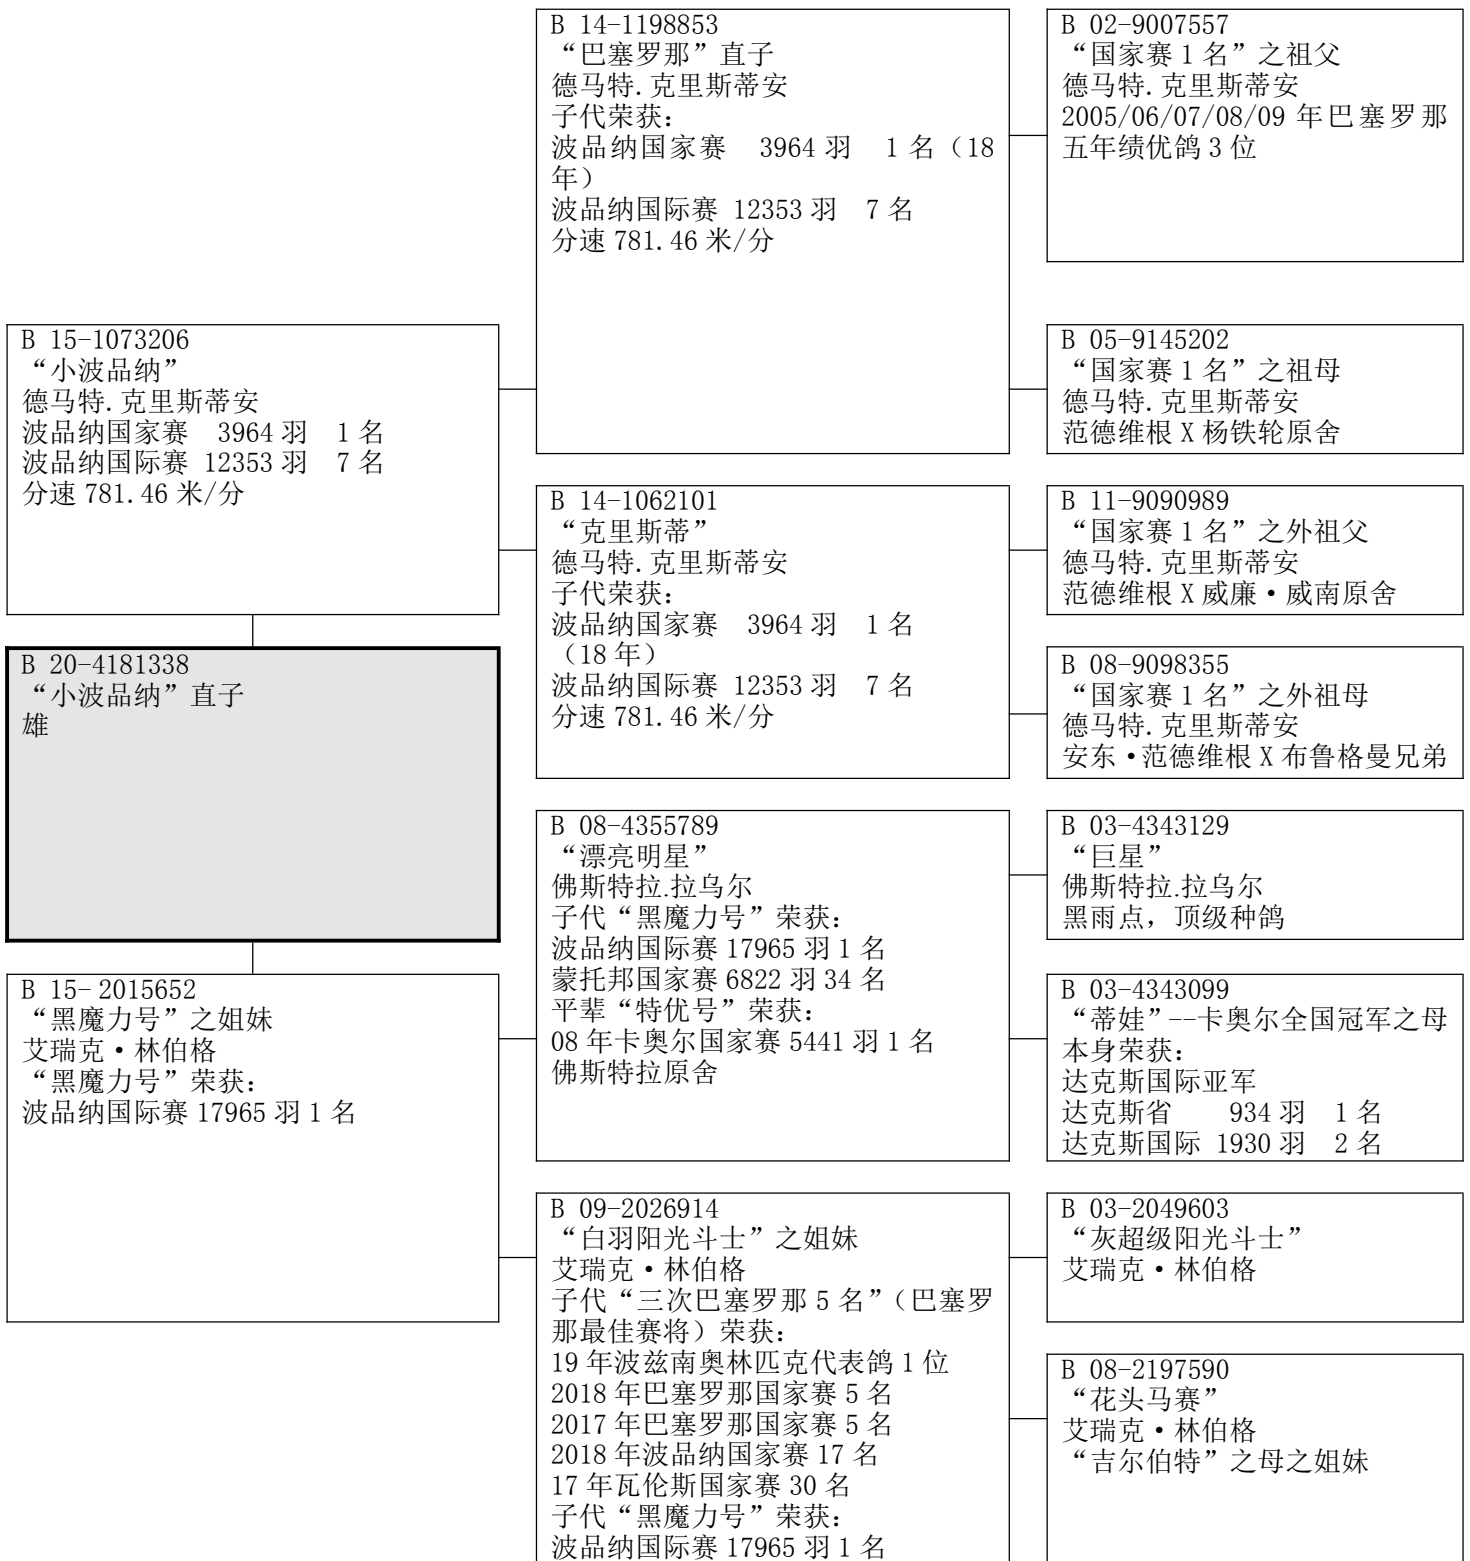 B 14-1198853
“巴塞罗那”直子
德马特.克里斯蒂安
子代荣获：
波品纳国家赛 3964 羽 1 名（18
年）
波品纳国际赛 12353 羽 7 名
分速 781.46 米/分
B 02-9007557
“国家赛 1 名”之祖父
德马特.克里斯蒂安
2005/06/07/08/09 年巴塞罗那
五年绩优鸽 3 位
B 15-1073206
“小波品纳”
德马特.克里斯蒂安
波品纳国家赛 3964 羽 1 名
波品纳国际赛 12353 羽 7 名
分速 781.46 米/分
B 05-9145202
“国家赛 1 名”之祖母
德马特.克里斯蒂安
范德维根 X 杨铁轮原舍
B 14-1062101
“克里斯蒂”
德马特.克里斯蒂安
子代荣获：
波品纳国家赛 3964 羽 1 名
（18 年）
波品纳国际赛 12353 羽 7 名
分速 781.46 米/分
B 11-9090989
“国家赛 1 名”之外祖父
德马特.克里斯蒂安
范德维根 X 威廉·威南原舍
B 20-4181338
“小波品纳”直子
雄
B 08-9098355
“国家赛 1 名”之外祖母
德马特.克里斯蒂安
安东·范德维根 X 布鲁格曼兄弟
B 08-4355789
“漂亮明星”
佛斯特拉.拉乌尔
子代“黑魔力号”荣获：
波品纳国际赛 17965 羽 1 名
蒙托邦国家赛 6822 羽 34 名
平辈“特优号”荣获：
08 年卡奥尔国家赛 5441 羽 1 名
佛斯特拉原舍
B 03-4343129
“巨星”
佛斯特拉.拉乌尔
黑雨点，顶级种鸽
B 15- 2015652
“黑魔力号”之姐妹
艾瑞克·林伯格
“黑魔力号”荣获：
波品纳国际赛 17965 羽 1 名
B 03-4343099
“蒂娃”--卡奥尔全国冠军之母
本身荣获：
达克斯国际亚军
达克斯省 934 羽 1 名
达克斯国际 1930 羽 2 名
B 09-2026914
“白羽阳光斗士”之姐妹
艾瑞克·林伯格
子代“三次巴塞罗那 5 名”（巴塞罗
那最佳赛将）荣获：
19 年波兹南奥林匹克代表鸽 1 位
2018 年巴塞罗那国家赛 5 名
2017 年巴塞罗那国家赛 5 名
2018 年波品纳国家赛 17 名
17 年瓦伦斯国家赛 30 名
子代“黑魔力号”荣获：
波品纳国际赛 17965 羽 1 名
B 03-2049603
“灰超级阳光斗士”
艾瑞克·林伯格
B 08-2197590
“花头马赛”
艾瑞克·林伯格
“吉尔伯特”之母之姐妹